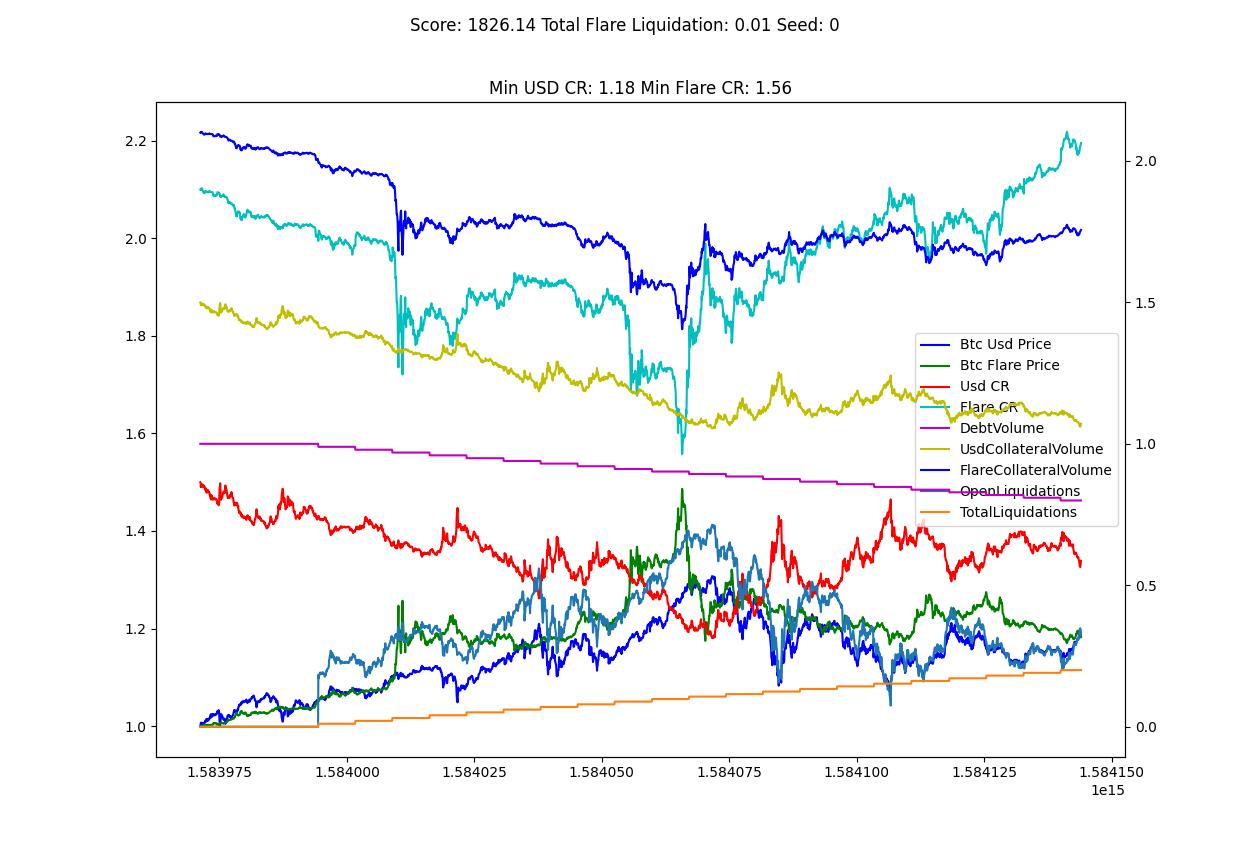 Score: 1826.14 Total Flare Liquidation: 0.01 Seed: 0
Min USD CR: 1.18 Min Flare CR: 1.56
2.2
2.0
1.8
1.6
1.4
1.2
1.0
2.0
1.5
1.0
0.5
0.0
Btc Usd Price
Btc Flare Price
Usd CR
Flare CR
DebtVolume
UsdCollateralVolume
FlareCollateralVolume
OpenLiquidations
TotalLiquidations
1.583975 1.584000 1.584025 1.584050 1.584075 1.584100 1.584125 1.584150
1e15